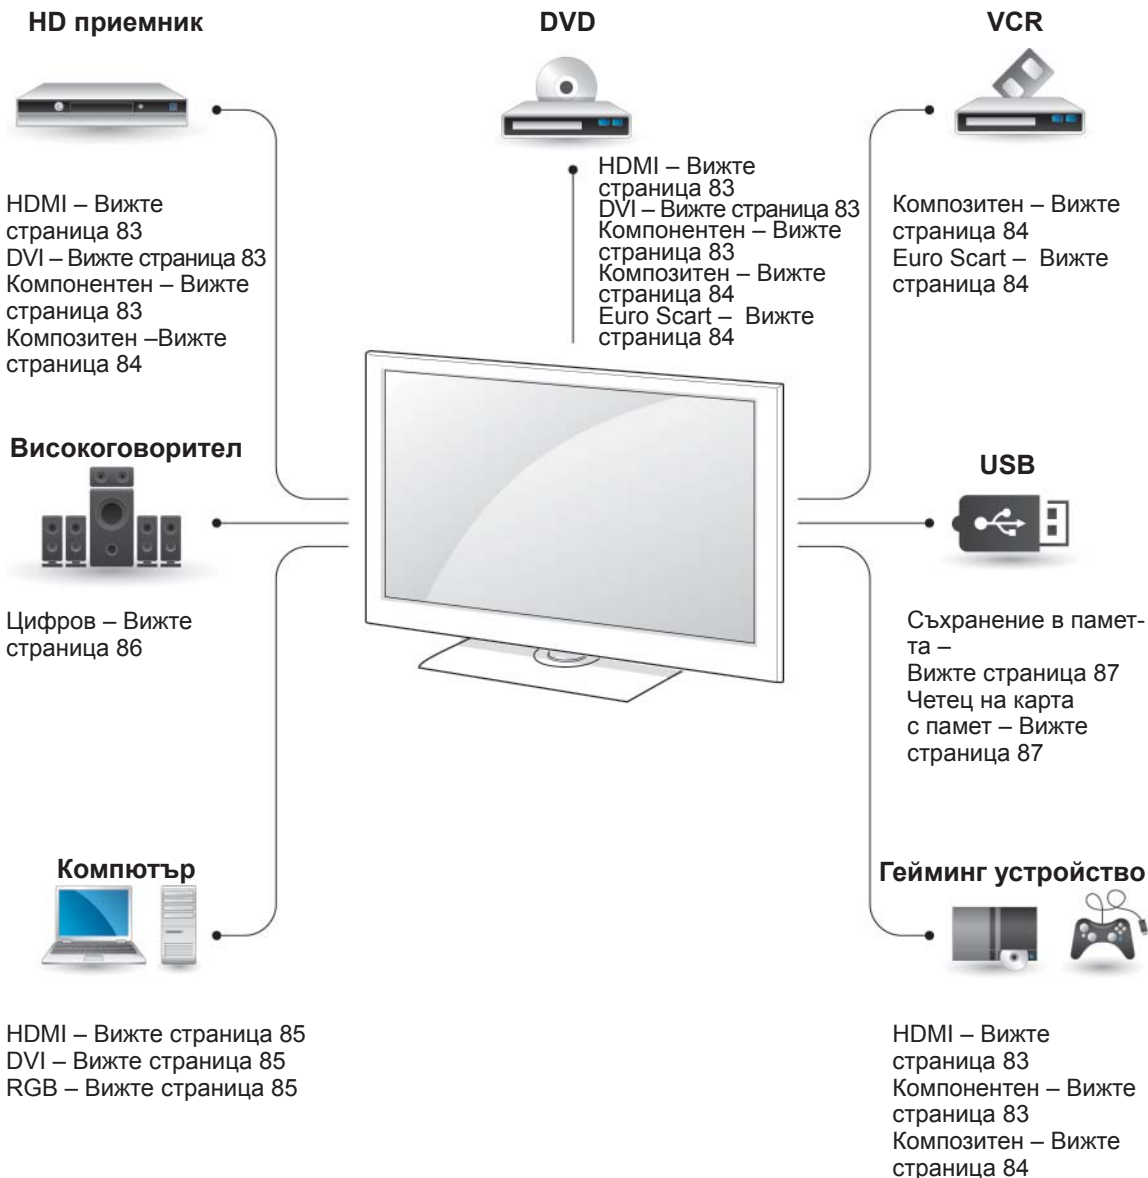 HD приемник
HDMI – Вижте
страница 83
DVI – Вижте страница 83
Компонентен – Вижте
страница 83
Композитен –Вижте
страница 84
DVD
HDMI – Вижте
страница 83
DVI – Вижте страница 83
Компонентен – Вижте
страница 83
Композитен – Вижте
страница 84
Euro Scart –  Вижте
страница 84
VCR
Композитен – Вижте
страница 84
Euro Scart –  Вижте
страница 84
Високоговорител
Цифров – Вижте
страница 86
USB
Съхранение в памет-
та –
Вижте страница 87
Четец на карта
с памет – Вижте
страница 87
Компютър
HDMI – Вижте страница 85
DVI – Вижте страница 85
RGB – Вижте страница 85
Гейминг устройство
HDMI – Вижте
страница 83
Компонентен – Вижте
страница 83
Композитен – Вижте
страница 84